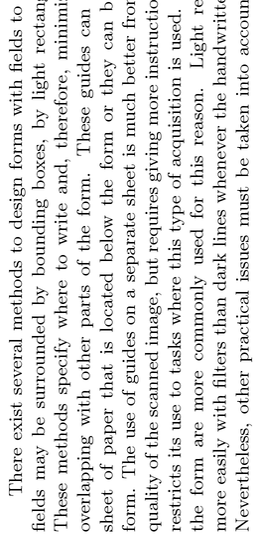 There exist several methods to design forms with fields to
fields may be surrounded by bounding boxes, by light rectang
These methods specify where to write and, therefore, minimi
overlapping with other parts of the form. These guides can
sheet of paper that is located below the form or they can b
form. The use of guides on a separate sheet is much better fro
quality of the scanned image, but requires giving more instructio
restricts its use to tasks where this type of acquisition is used.
the form are more commonly used for this reason. Light re
more easily with filters than dark lines whenever the handwritte
Nevertheless, other practical issues must be taken into accoun